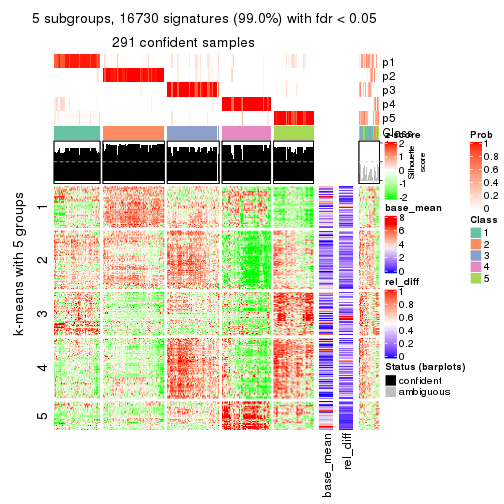 5 subgroups, 16730 signatures (99.0%) with fdr < 0.05
291 confident samples
p1
p2
p3
p4
p5
Class
Silhouette
score
k-means with 5 groups
1
2
3
4
5
base_mean
rel_diff
z-score
2
1
0
-1
-2
base_mean
8
6
4
2
0
rel_diff
1
0.8
0.6
0.4
0.2
0
Status (barplots)
confident
ambiguous
Prob
1
0.8
0.6
0.4
0.2
0
Class
1
2
3
4
5